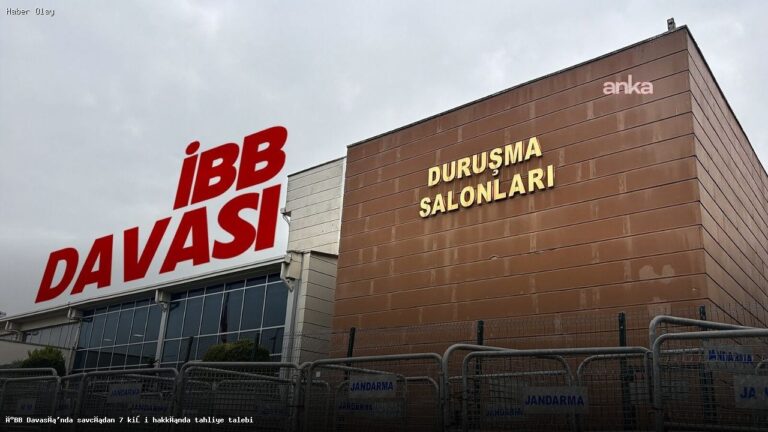 Haber Olay
anka
İBB
DAVASI
DURUŞMA
SALONLARI
JANDARMA
JANDARMA
JANDARMA
Ä°BB DavasÄ±'nda savcÄ±dan 7 kiÅŸi hakkÄ±nda tahliye talebi